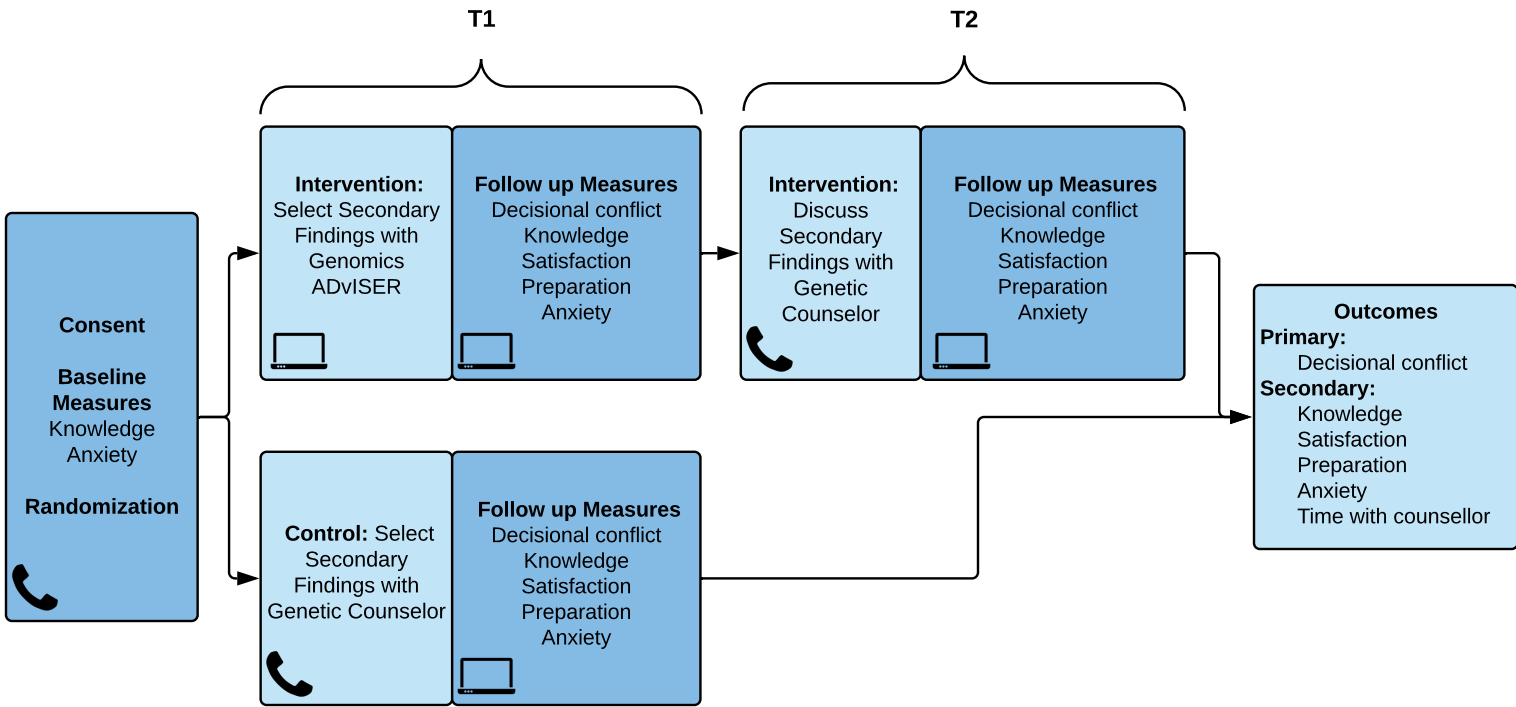 T1
T2
Consent
Baseline
Measures
Knowledge
Anxiety
Randomization
Intervention:
Select Secondary
Findings with
Genomics
ADvISER
Follow up Measures
Decisional conflict
Knowledge
Satisfaction
Preparation
Anxiety
Intervention:
Discuss
Secondary
Findings with
Genetic
Counselor
Follow up Measures
Decisional conflict
Knowledge
Satisfaction
Preparation
Anxiety
Control: Select
Secondary
Findings with
Genetic Counselor
Follow up Measures
Decisional conflict
Knowledge
Satisfaction
Preparation
Anxiety
Outcomes
Primary:
Decisional conflict
Secondary:
Knowledge
Satisfaction
Preparation
Anxiety
Time with counsellor